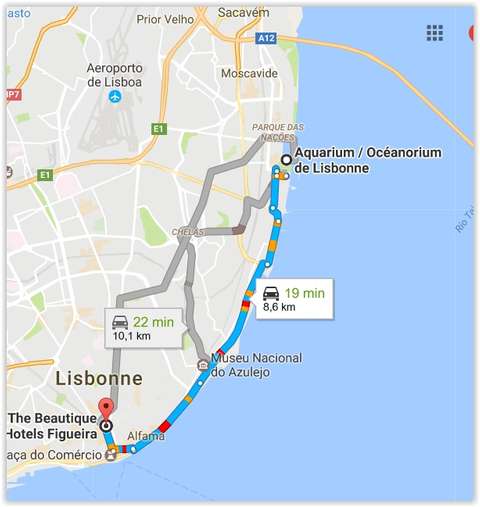 asto
Prior Velho
Sacavém
A12
Moscavide
Aeroporto
de Lisboa
IP7
E1
E1
PARQUE DAS
NAÇÕES
Aquarium / Océanorium
de Lisbonne
CHELAS
Rio Te
19 min
8,6 km
22 min
10,1 km
Museu Nacional
do Azulejo
Lisbonne
The Beautique
Hotels Figueira
Alfama
aça do Comércio